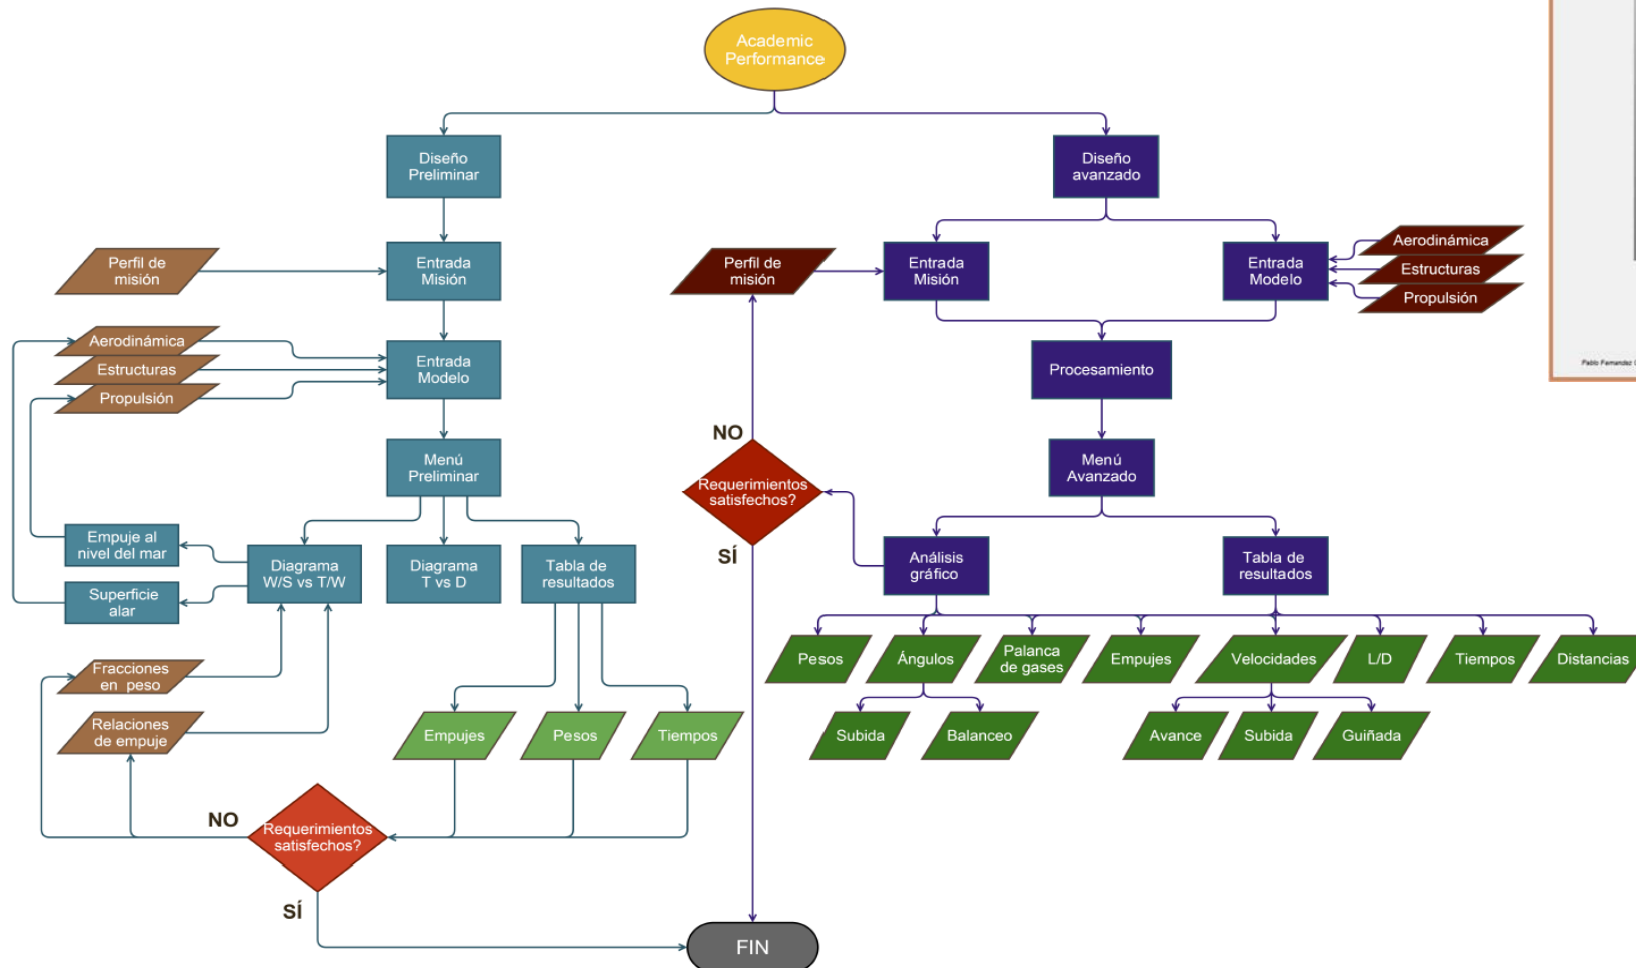 Academic
Performance
Diseño
Preliminar
Diseño
avanzado
Perfil de
misión
Entrada
Misión
Perfil de
misión
Entrada
Misión
Entrada
Modelo
Aerodinámica
Estructuras
Propulsión
Aerodinámica
Estructuras
Propulsión
Entrada
Modelo
Procesamiento
Pablo Fernandez
Menú
Preliminar
NO
Requerimientos
satisfechos?
SÍ
Menú
Avanzado
Empuje al
nivel del mar
Superficie
alar
Diagrama
W/S vs T/W
Diagrama
T vs D
Tabla de
resultados
Análisis
gráfico
Tabla de
resultados
Fracciones
en peso
Relaciones
de empuje
Pesos
Ángulos
Palanca
de gases
Empujes
Velocidades
L/D
Tiempos
Distancias
Empujes
Pesos
Tiempos
Subida
Balanceo
Avance
Subida
Guiñada
NO
Requerimientos
satisfechos?
SÍ
FIN